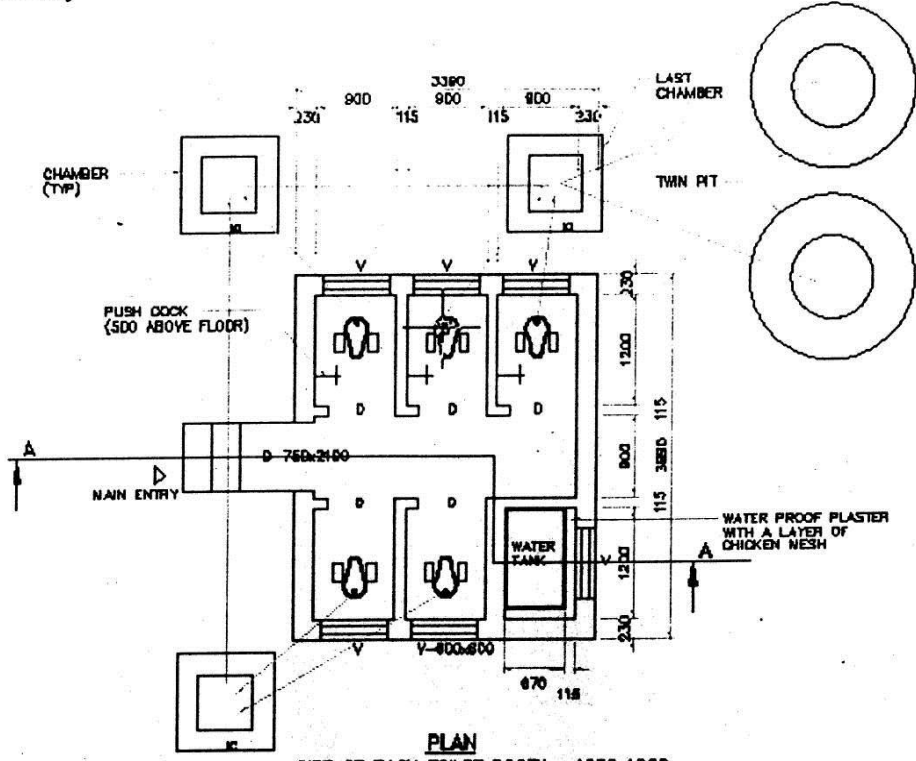 3390
900
900
900
230
115
115
230
LAST
CHAMBER
CHAMBER
(TYP)
TWIN PIT
V
V
V
230
PUSH COCK
(500 ABOVE FLOOR)
1200
D
D
D
115
A
D 750x2100
900
MAIN ENTRY
D
D
115
WATER PROOF PLASTER
WITH A LAYER OF
CHICKEN MESH
WATER
TANK
V
A
1200
230
V
V-600x600
670
115
PLAN